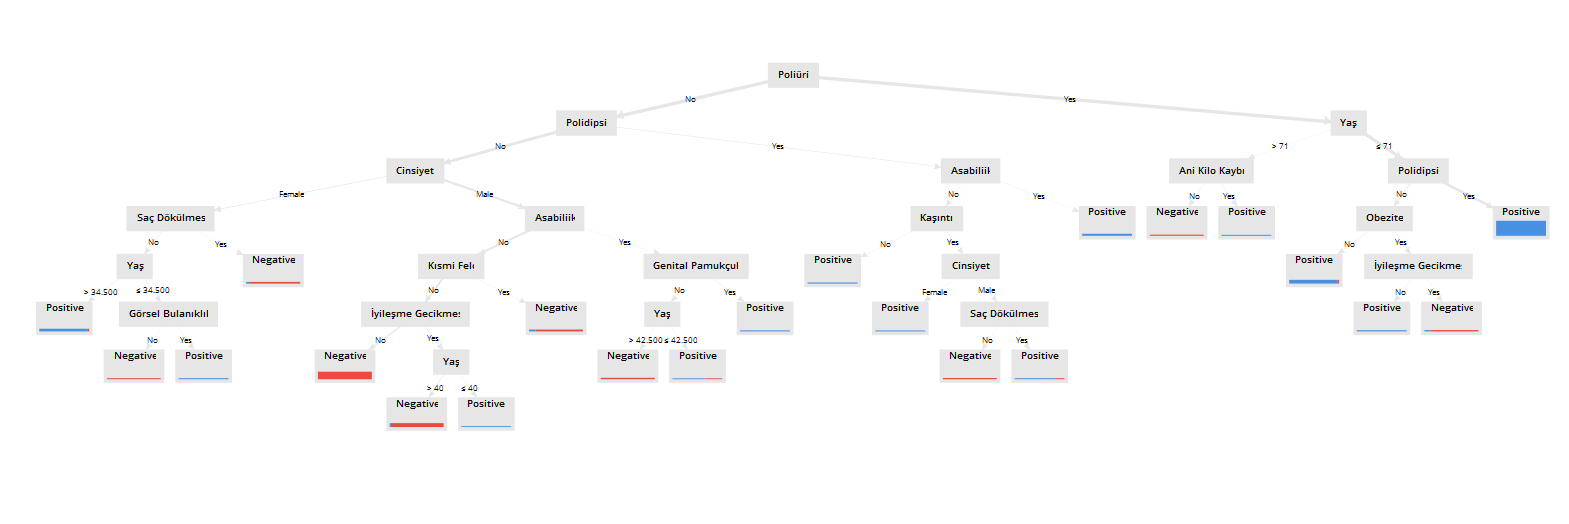 Poliüri
No
Yes
Polidipsi
Yaş
No
Yes
> 71
≤ 71
Cinsiyet
Asabiliik
Ani Kilo Kaybı
Polidipsi
Female
Male
No
Yes
No
Yes
No
Yes
Saç Dökülmes
Asabiliik
Kaşıntı
Positive
Negative
Positive
Obezite
Positive
No
Yes
No
Yes
No
Yes
No
Yes
Yaş
Negative
Kısmi Felç
Genital Pamukçul
Positive
Cinsiyet
Positive
İyileşme Gecikme
> 34.500
≤ 34.500
No
Yes
No
Yes
Female
Male
No
Yes
Positive
Görsel Bulanıklıl
İyileşme Gecikmes
Negative
Yaş
Positive
Positive
Saç Dökülmes
Positive
Negative
No
Yes
No
Yes
> 42.500
≤ 42.500
No
Yes
Negative
Positive
Negative
Yaş
Negative
Positive
Negative
Positive
> 40
≤ 40
Negative
Positive